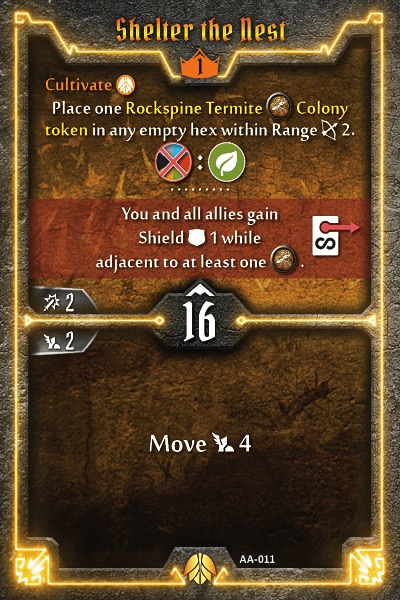 Shelter the Nest
1
Cultivate
Place one Rockspine Termite Colony
token in any empty hex within Range 2.
:
You and all allies gain
Shield 1 while
adjacent to at least one .
2
16
2
Move 4
AA-011